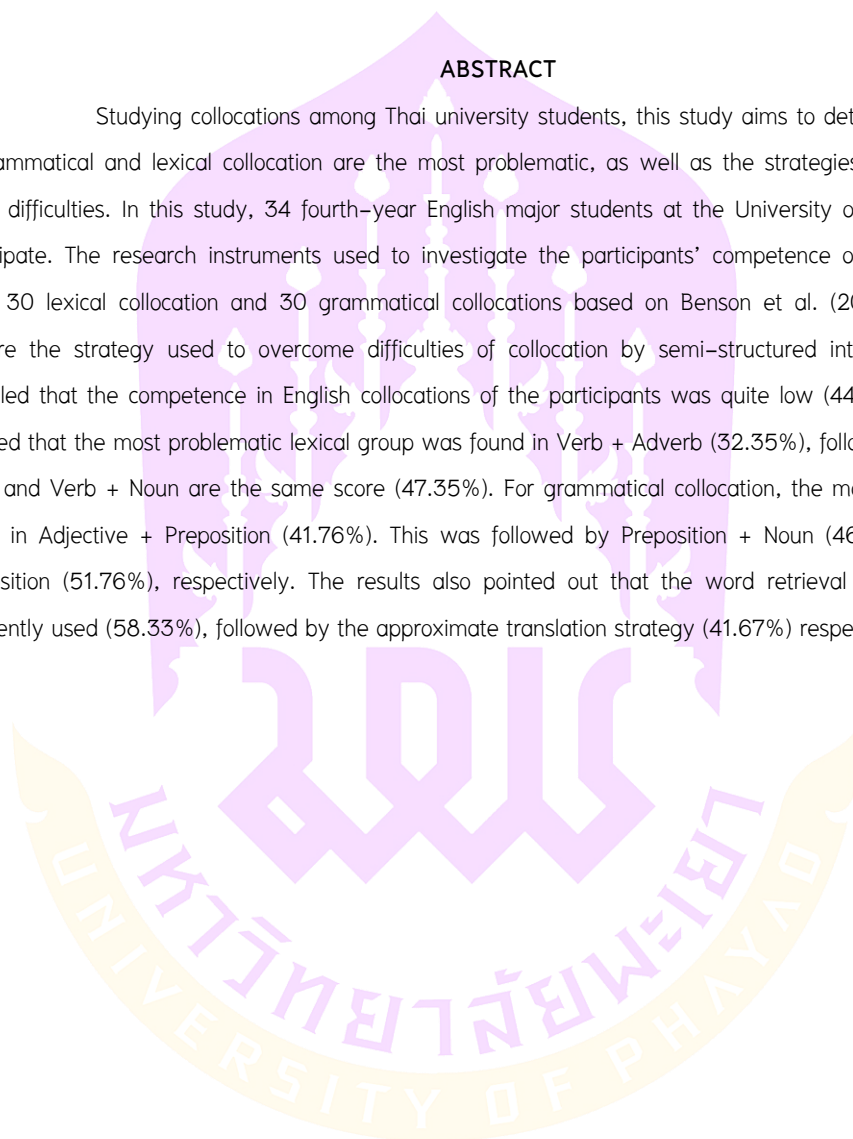 ABSTRACT
Studying collocations among Thai university students, this study aims to det
ammatical and lexical collocation are the most problematic, as well as the strategies
difficulties. In this study, 34 fourth-year English major students at the University o
ipate. The research instruments used to investigate the participants' competence o
30 lexical collocation and 30 grammatical collocations based on Benson et al. (20
re the strategy used to overcome difficulties of collocation by semi-structured int
led that the competence in English collocations of the participants was quite low (44
ed that the most problematic lexical group was found in Verb + Adverb (32.35%), follo
and Verb + Noun are the same score (47.35%). For grammatical collocation, the mo
in Adjective + Preposition (41.76%). This was followed by Preposition + Noun (46
sition (51.76%), respectively. The results also pointed out that the word retrieval
ently used (58.33%), followed by the approximate translation strategy (41.67%) respe
มหาวิทยาลัยพะเยา
UNIVERSITY OF PHAYAO